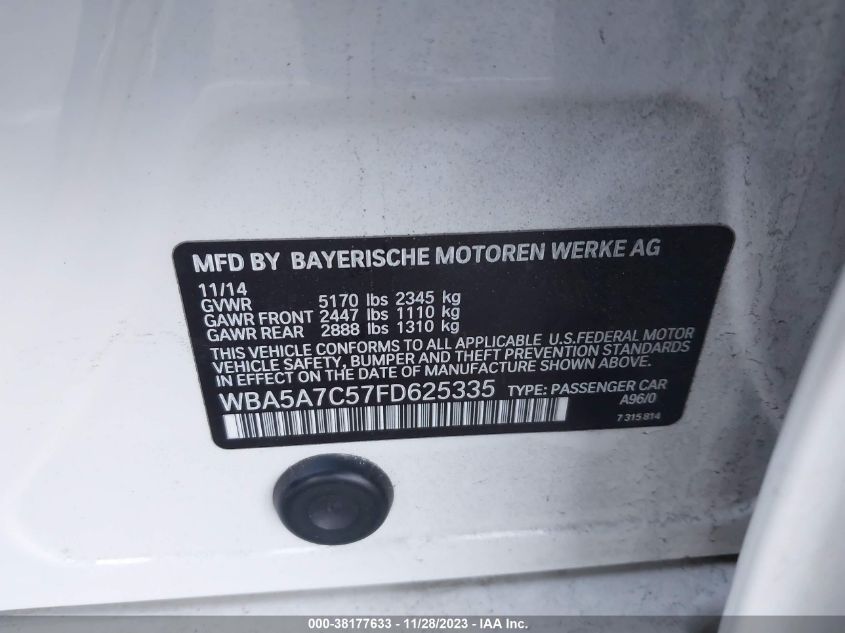 MFD BY BAYERISCHE MOTOREN WERKE AG
11/14
GVWR 5170 lbs 2345 kg
GAWR FRONT 2447 lbs 1110 kg
GAWR REAR 2888 lbs 1310 kg
THIS VEHICLE CONFORMS TO ALL APPLICABLE U.S.FEDERAL MOTOR
VEHICLE SAFETY, BUMPER AND THEFT PREVENTION STANDARDS
IN EFFECT ON THE DATE OF MANUFACTURE SHOWN ABOVE.
WBA5A7C57FD625335 TYPE: PASSENGER CAR
A96/0
7 315 814
000-38177633 - 11/28/2023 - IAA Inc.